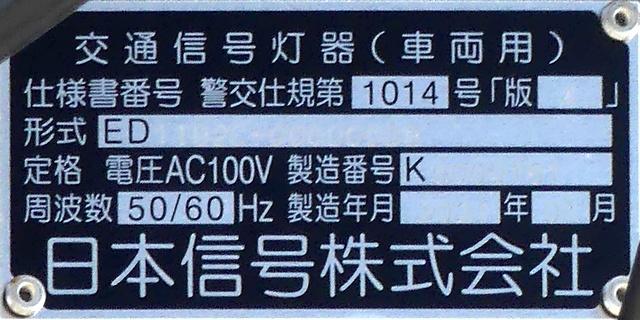 交通信号灯器(車両用)
仕様書番号 警交仕規第 1014 号「版 」
形式 ED
定格 電圧AC100V 製造番号 K
周波数 50/60 Hz 製造年月 年 月
日本信号株式会社